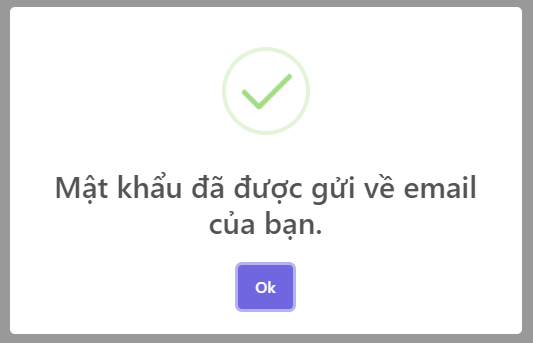 Mật khẩu đã được gửi về email
của bạn.
Ok